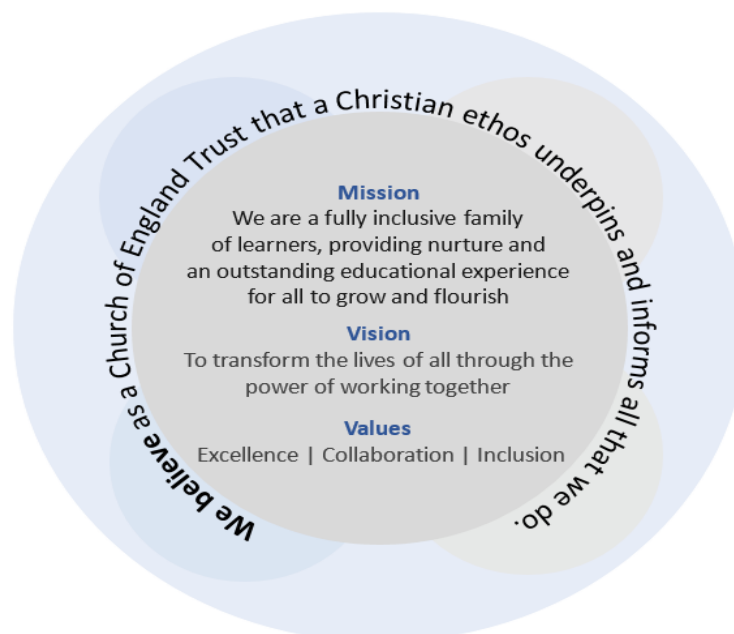 We believe as a Church of England Trust that a Christian ethos underpins and informs all that we do.
Mission
We are a fully inclusive family
of learners, providing nurture and
an outstanding educational experience
for all to grow and flourish
Vision
To transform the lives of all through the
power of working together
Values
Excellence | Collaboration | Inclusion